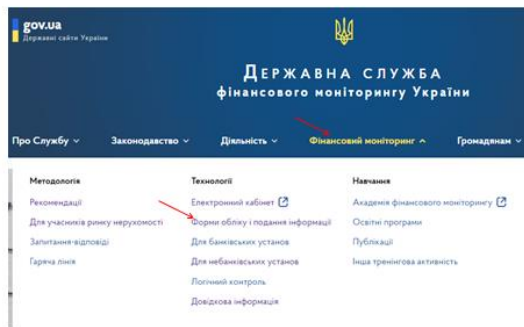 gov.ua
Державні сайти України
Державна служба
фінансового моніторингу України
Про Службу
Законодавство
Діяльність
Фінансовий моніторинг
Громадянам
Методологія
Рекомендації
Для учасників ринку нерухомості
Запитання-відповіді
Гаряча лінія
Технології
Електронний кабінет
Форми обліку і подання інформації
Для банківських установ
Для небанківських установ
Логічний контроль
Довідкова інформація
Навчання
Академія фінансового моніторингу
Освітні програми
Публікації
Інша тренінгова активність